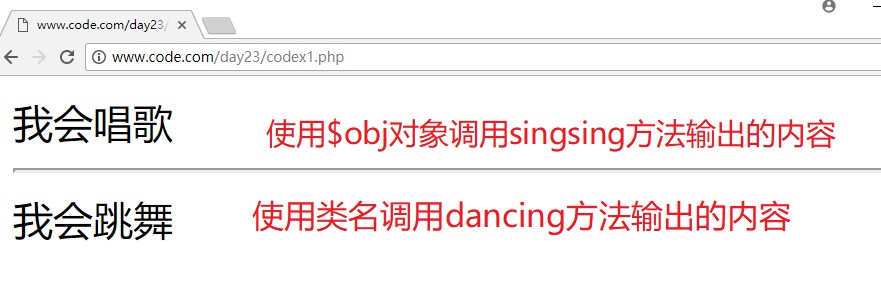 www.code.com/day23/
www.code.com/day23/codex1.php
我会唱歌 使用$obj对象调用singsing方法输出的内容
我会跳舞 使用类名调用dancing方法输出的内容